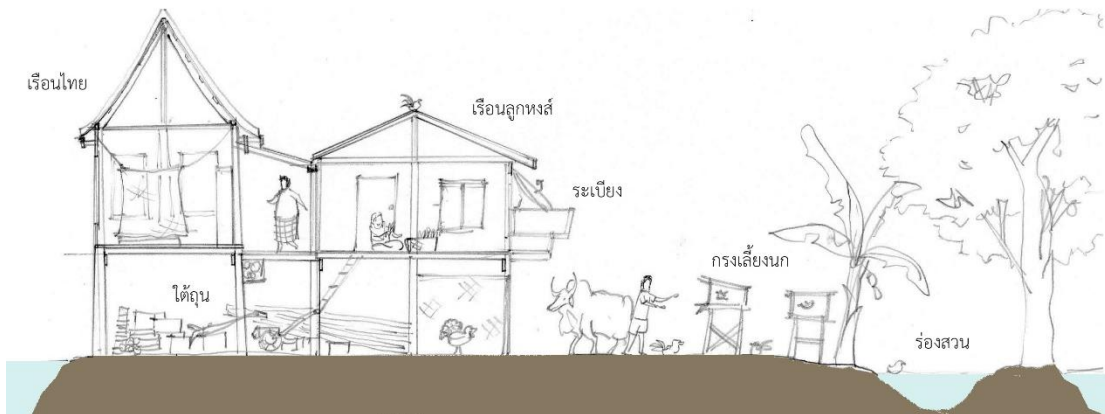 เรือนไทย
เรือนลูกหงส์
ระเบียง
กรงเลี้ยงนก
ใต้ถุน
ร่องสวน